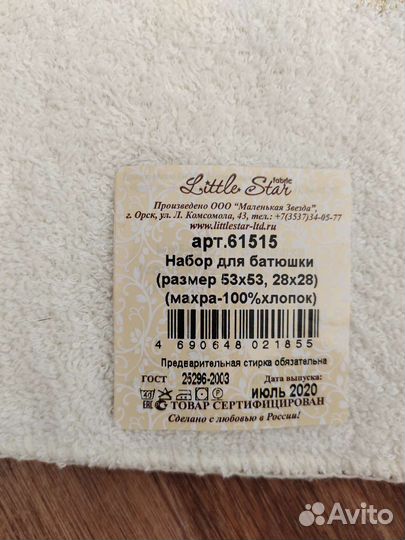 Little Star
fabric
Произведено ООО "Маленькая Звезда",
г. Орск, ул. Л. Комсомола, 43, тел.: +7(3537)34-05-77
www.littlestar-ltd.ru
арт.61515
Набор для батюшки
(размер 53х53, 28х28)
(махра-100%хлопок)
4 690648 021855
Предварительная стирка обязательна
ГОСТ 25296-2003 Дата выпуска:
ИЮЛЬ 2020
ТОВАР СЕРТИФИЦИРОВАН
Сделано с любовью в России!
Avito